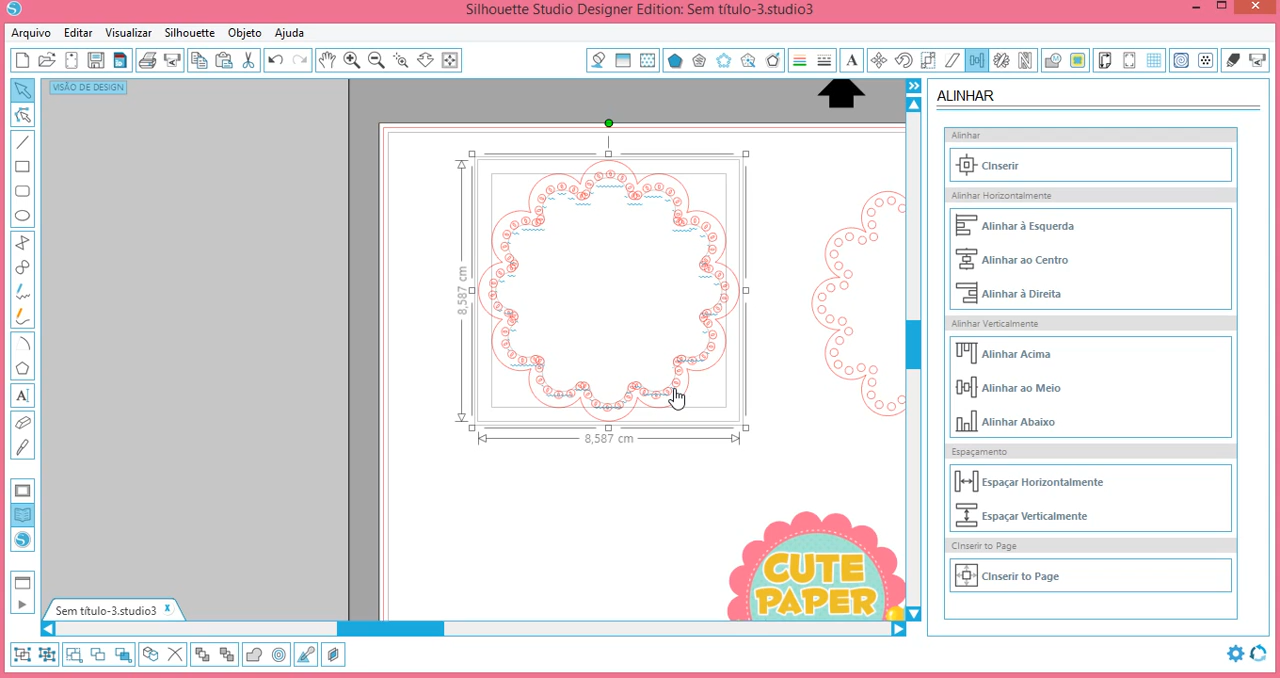 Silhouette Studio Designer Edition: Sem título-3.studio3
Arquivo Editar Visualizar Silhouette Objeto Ajuda
VISÃO DE DESIGN
ALINHAR
Alinhar
CInserir
Alinhar Horizontalmente
Alinhar à Esquerda
Alinhar ao Centro
Alinhar à Direita
Alinhar Verticalmente
Alinhar Acima
Alinhar ao Meio
Alinhar Abaixo
Espaçamento
Espaçar Horizontalmente
Espaçar Verticalmente
CInserir to Page
CInserir to Page
8,587 cm
8,587 cm
CUTE
PAPER
Sem título-3.studio3 x